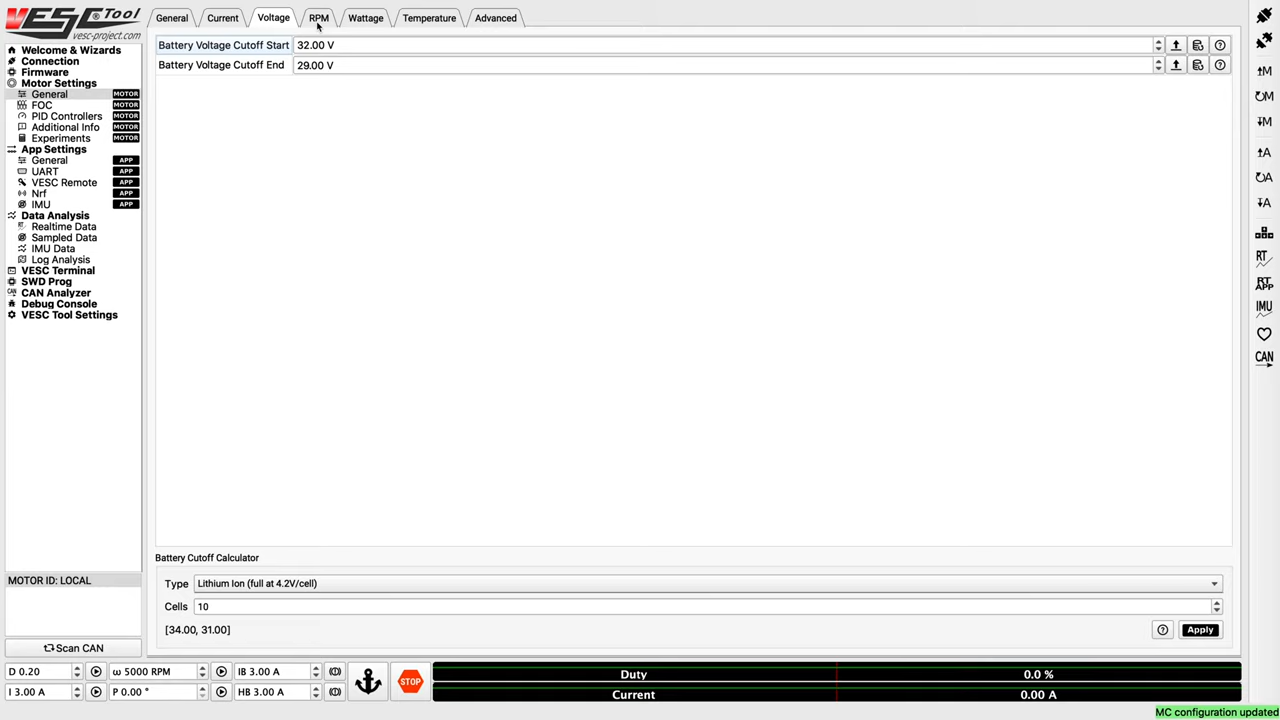 VESC Tool
vesc-project.com
General
Current
Voltage
RPM
Wattage
Temperature
Advanced
Welcome & Wizards
Connection
Firmware
Motor Settings
General MOTOR
FOC MOTOR
PID Controllers MOTOR
Additional Info MOTOR
Experiments MOTOR
App Settings
General APP
UART APP
VESC Remote APP
Nrf APP
IMU APP
Data Analysis
Realtime Data
Sampled Data
IMU Data
Log Analysis
VESC Terminal
SWD Prog
CAN Analyzer
Debug Console
VESC Tool Settings
MOTOR ID: LOCAL
Scan CAN
Battery Voltage Cutoff Start 32.00 V
Battery Voltage Cutoff End 29.00 V
Battery Cutoff Calculator
Type Lithium Ion (full at 4.2V/cell)
Cells 10
[34.00, 31.00]
Apply
M
M
M
A
A
A
RT
RT APP
IMU
CAN
D 0.20
ω 5000 RPM
IB 3.00 A
I 3.00 A
P 0.00 °
HB 3.00 A
STOP
Duty 0.0 %
Current 0.00 A
MC configuration updated